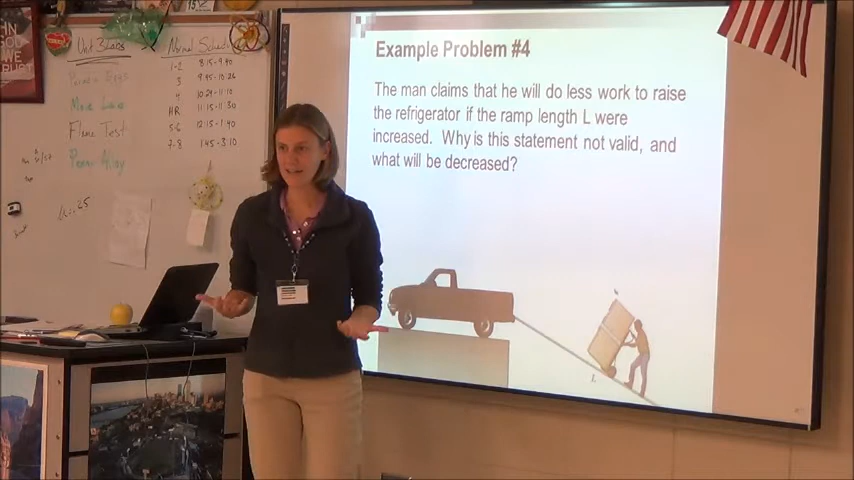 GOD
WE
TRUST
Unit 3 Labs
Normal Schedule
1-2 8:15-9:40
3 9:45-10:26
4 10:29-11:10
HR 11:15-11:30
5-6 12:15-1:40
7-8 1:45-3:10
Flame Test
Example Problem #4
The man claims that he will do less work to raise
the refrigerator if the ramp length L were
increased. Why is this statement not valid, and
what will be decreased?
L